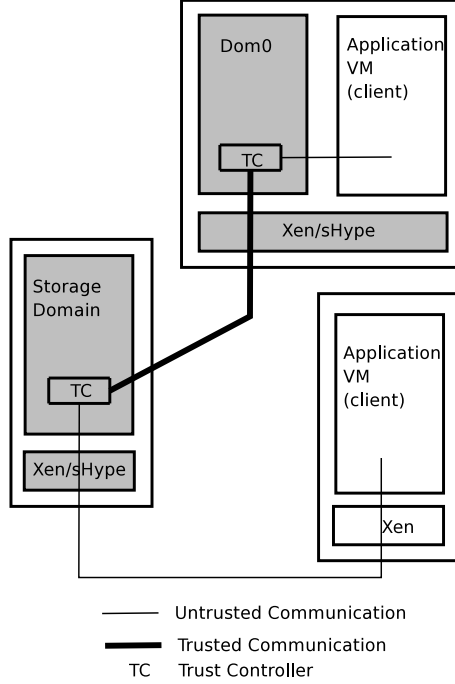 Dom0
Application
VM
(client)
TC
Xen/sHype
Storage
Domain
TC
Xen/sHype
Application
VM
(client)
Xen
Untrusted Communication
Trusted Communication
TC Trust Controller